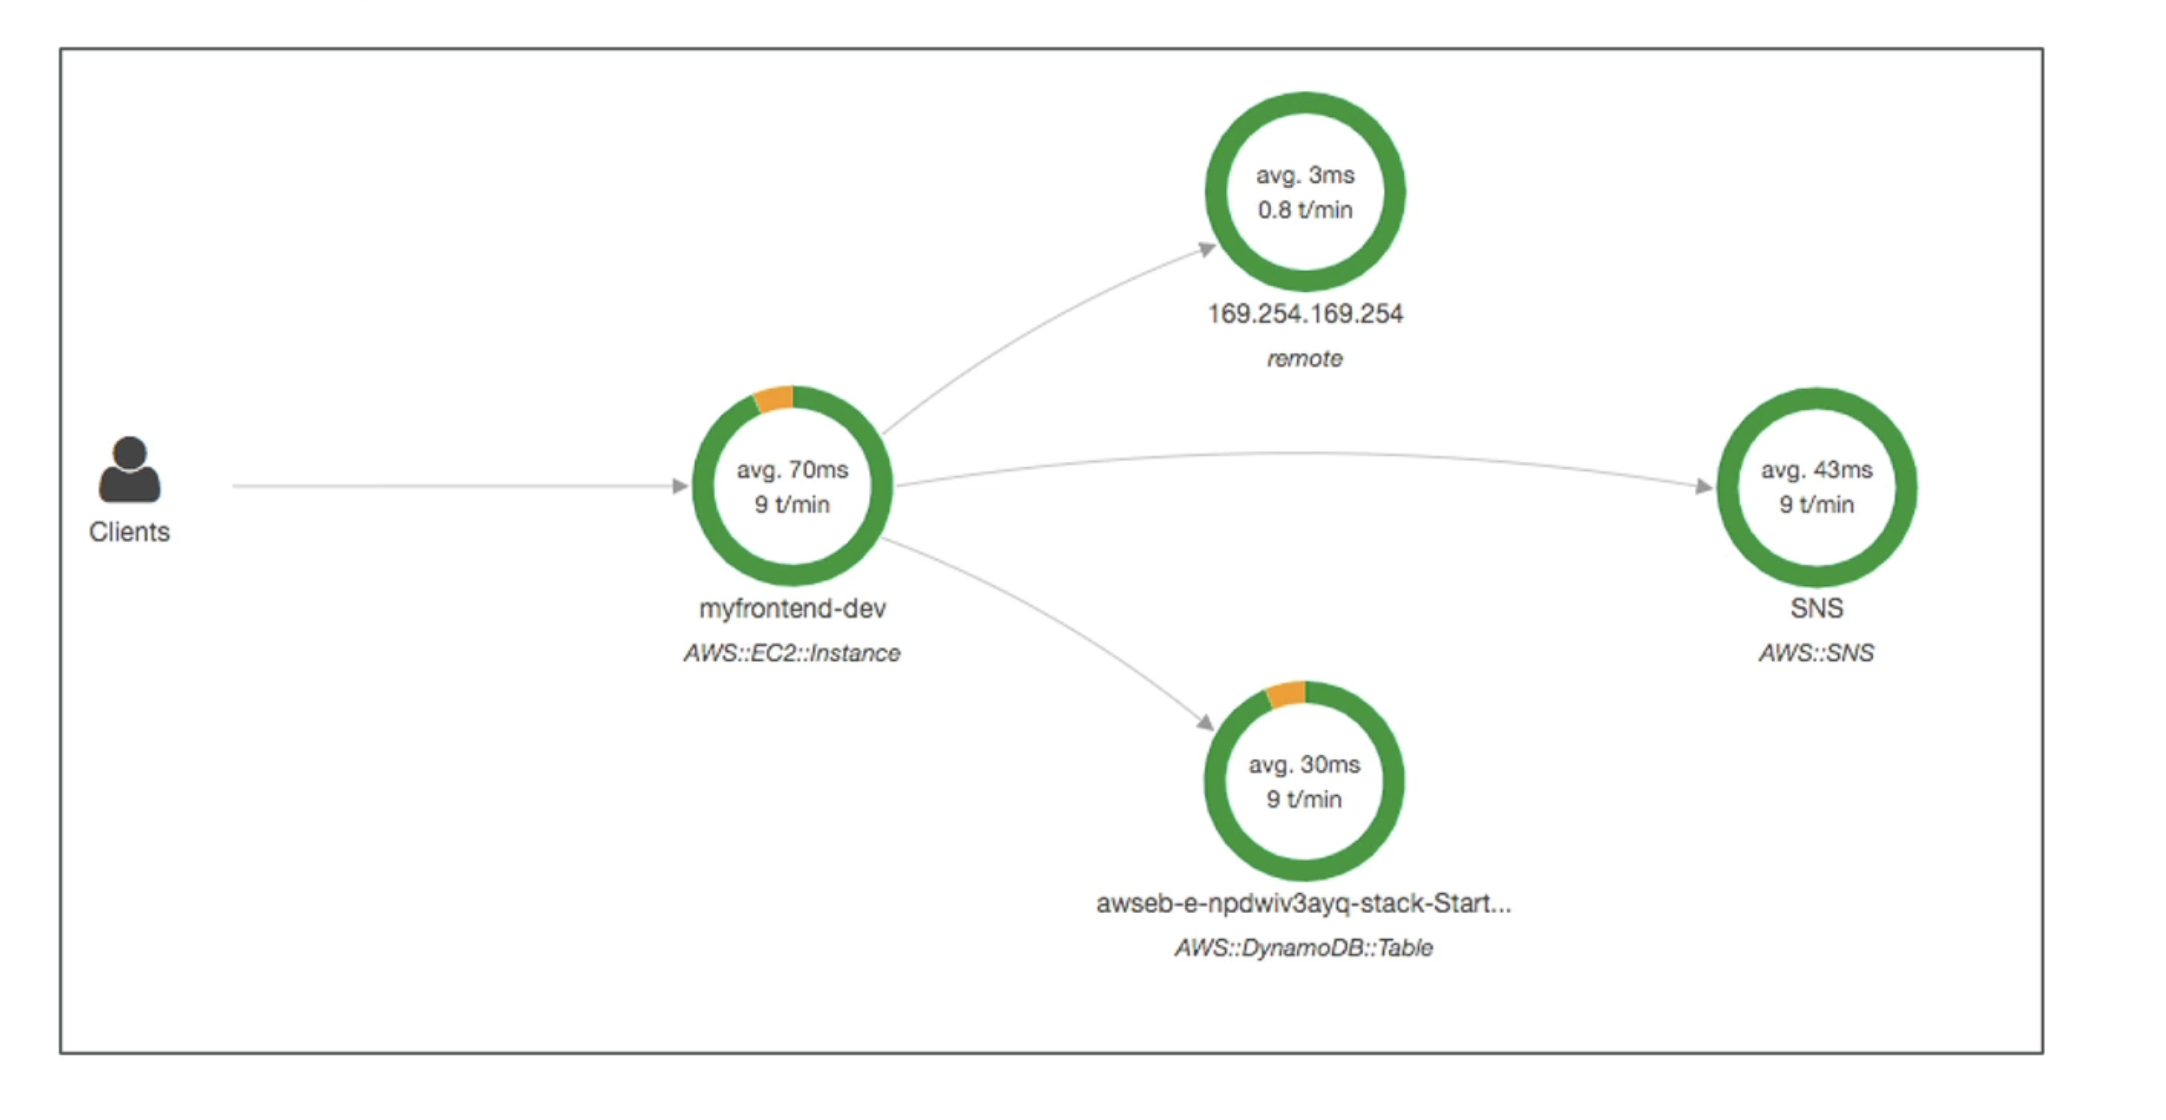 Clients
avg. 70ms
9 t/min
myfrontend-dev
AWS::EC2::Instance
avg. 3ms
0.8 t/min
169.254.169.254
remote
avg. 43ms
9 t/min
SNS
AWS::SNS
avg. 30ms
9 t/min
awseb-e-npdwiv3ayq-stack-Start...
AWS::DynamoDB::Table